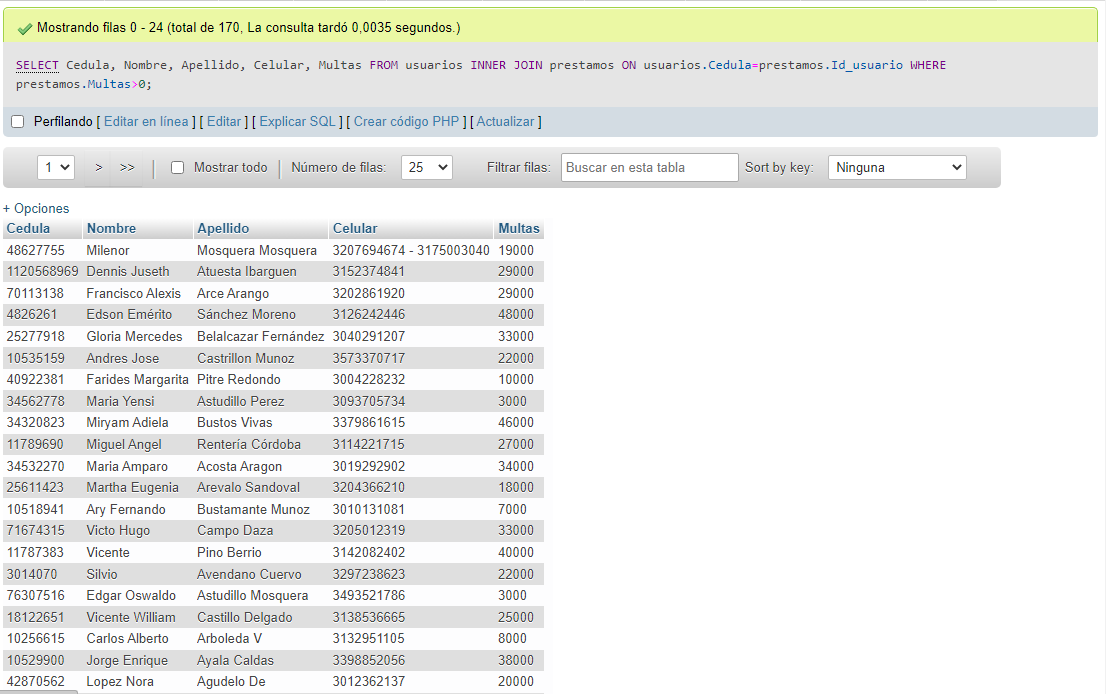 Mostrando filas 0 - 24 (total de 170, La consulta tardó 0,0035 segundos.)
SELECT Cedula, Nombre, Apellido, Celular, Multas FROM usuarios INNER JOIN prestamos ON usuarios.Cedula=prestamos.Id_usuario WHERE
prestamos.Multas>0;
Perfilando [ Editar en línea ] [ Editar ] [ Explicar SQL ] [ Crear código PHP ] [ Actualizar ]
1 > >> | Mostrar todo | Número de filas: 25 Filtrar filas: Buscar en esta tabla Sort by key: Ninguna
+ Opciones
Cedula Nombre Apellido Celular Multas
48627755 Milenor Mosquera Mosquera 3207694674 - 3175003040 19000
1120568969 Dennis Juseth Atuesta Ibarguen 3152374841 29000
70113138 Francisco Alexis Arce Arango 3202861920 29000
4826261 Edson Emérito Sánchez Moreno 3126242446 48000
25277918 Gloria Mercedes Belalcazar Fernández 3040291207 33000
10535159 Andres Jose Castrillon Munoz 3573370717 22000
40922381 Farides Margarita Pitre Redondo 3004228232 10000
34562778 Maria Yensi Astudillo Perez 3093705734 3000
34320823 Miryam Adiela Bustos Vivas 3379861615 46000
11789690 Miguel Angel Rentería Córdoba 3114221715 27000
34532270 Maria Amparo Acosta Aragon 3019292902 34000
25611423 Martha Eugenia Arevalo Sandoval 3204366210 18000
10518941 Ary Fernando Bustamante Munoz 3010131081 7000
71674315 Victo Hugo Campo Daza 3205012319 33000
11787383 Vicente Pino Berrio 3142082402 40000
3014070 Silvio Avendano Cuervo 3297238623 22000
76307516 Edgar Oswaldo Astudillo Mosquera 3493521786 3000
18122651 Vicente William Castillo Delgado 3138536665 25000
10256615 Carlos Alberto Arboleda V 3132951105 8000
10529900 Jorge Enrique Ayala Caldas 3398852056 38000
42870562 Lopez Nora Agudelo De 3012362137 20000